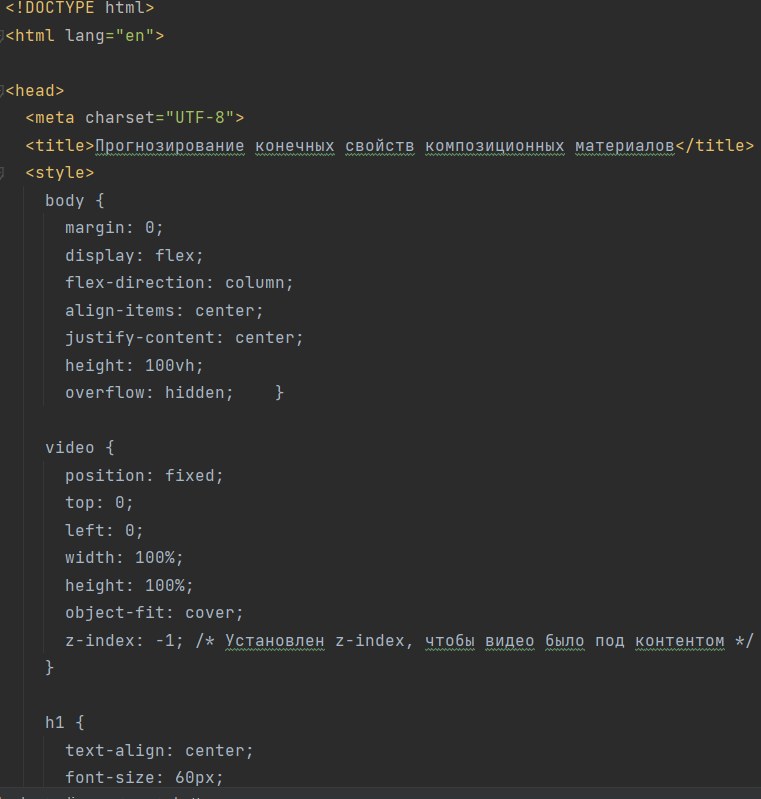 <!DOCTYPE html>
<html lang="en">
<head>
<meta charset="UTF-8">
<title>Прогнозирование конечных свойств композиционных материалов</title>
<style>
body {
margin: 0;
display: flex;
flex-direction: column;
align-items: center;
justify-content: center;
height: 100vh;
overflow: hidden;    }
video {
position: fixed;
top: 0;
left: 0;
width: 100%;
height: 100%;
object-fit: cover;
z-index: -1; /* Установлен z-index, чтобы видео было под контентом */
}
h1 {
text-align: center;
font-size: 60px;